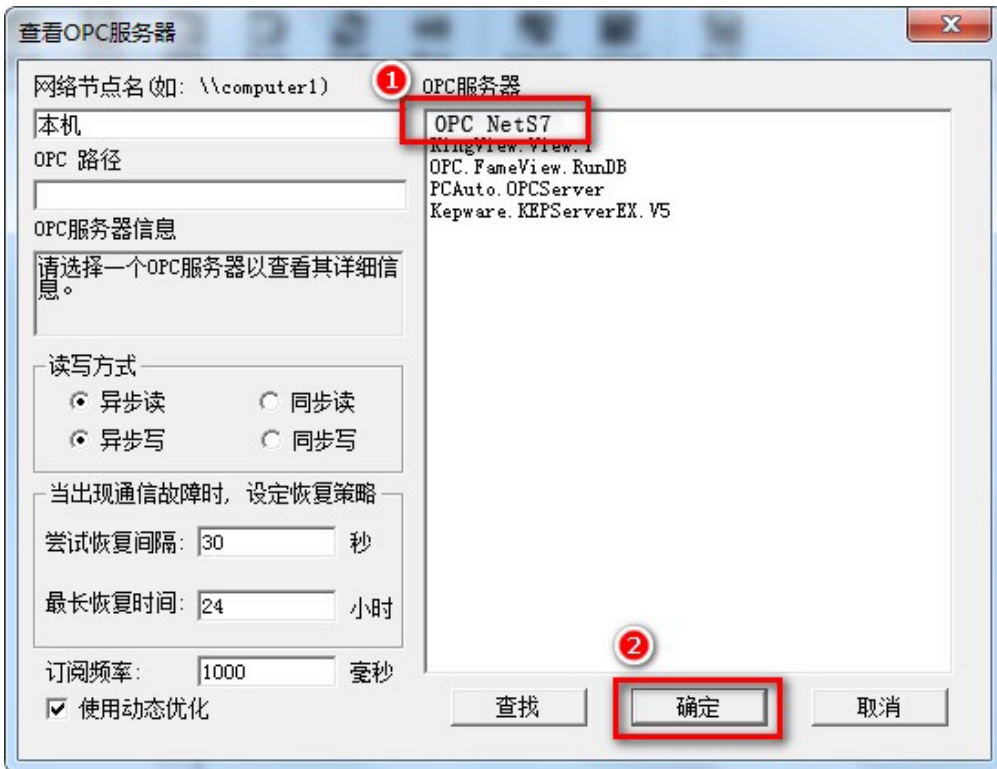 查看OPC服务器
网络节点名(如: \\computer1)
本机
OPC 路径
OPC服务器信息
请选择一个OPC服务器以查看其详细信
息。
读写方式
异步读
同步读
异步写
同步写
当出现通信故障时, 设定恢复策略
尝试恢复间隔: 30 秒
最长恢复时间: 24 小时
订阅频率: 1000 毫秒
使用动态优化
1
OPC服务器
OPC NetS7
KingView.View.1
OPC.FameView.RunDB
PCAuto.OPCServer
Kepware.KEPServerEX.V5
2
查找
确定
取消